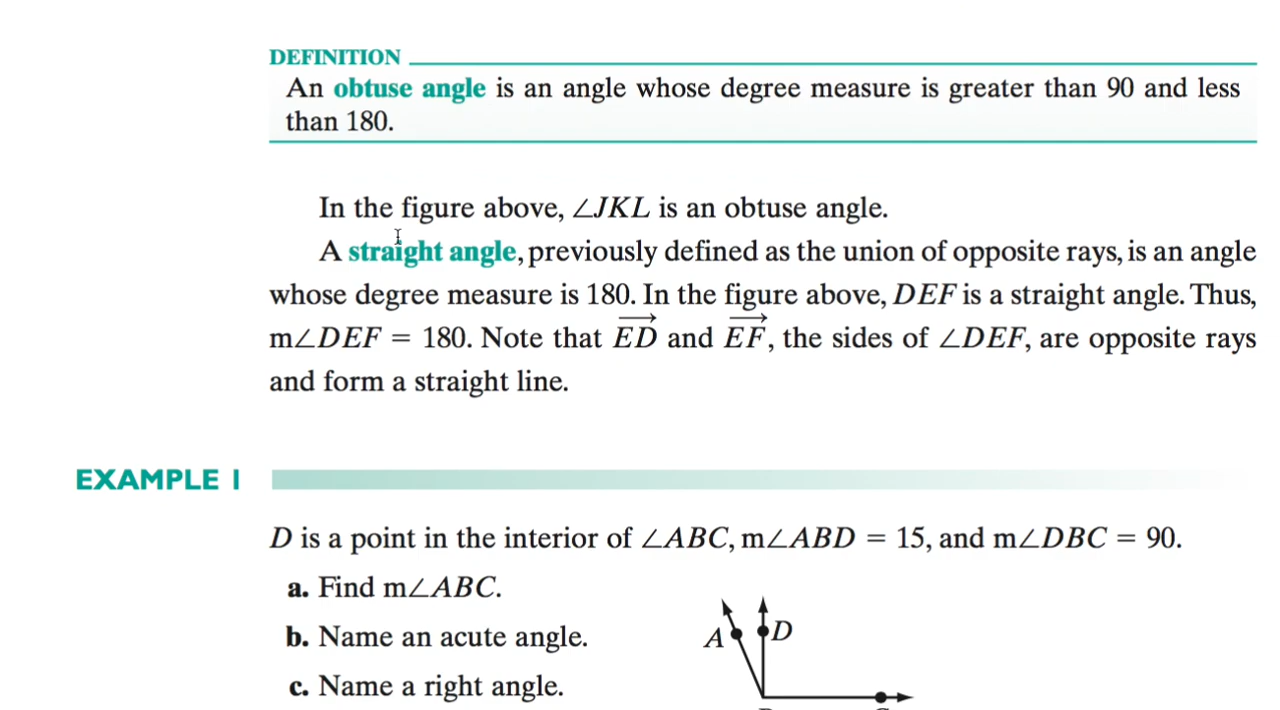 DEFINITION
An obtuse angle is an angle whose degree measure is greater than 90 and less
than 180.
In the figure above, ∠JKL is an obtuse angle.
A straight angle, previously defined as the union of opposite rays, is an angle
whose degree measure is 180. In the figure above, DEF is a straight angle. Thus,
m∠DEF = 180. Note that E⃗D⃗ and E⃗F⃗, the sides of ∠DEF, are opposite rays
and form a straight line.
EXAMPLE 1
D is a point in the interior of ∠ABC, m∠ABD = 15, and m∠DBC = 90.
a. Find m∠ABC.
b. Name an acute angle.
c. Name a right angle.
A
D